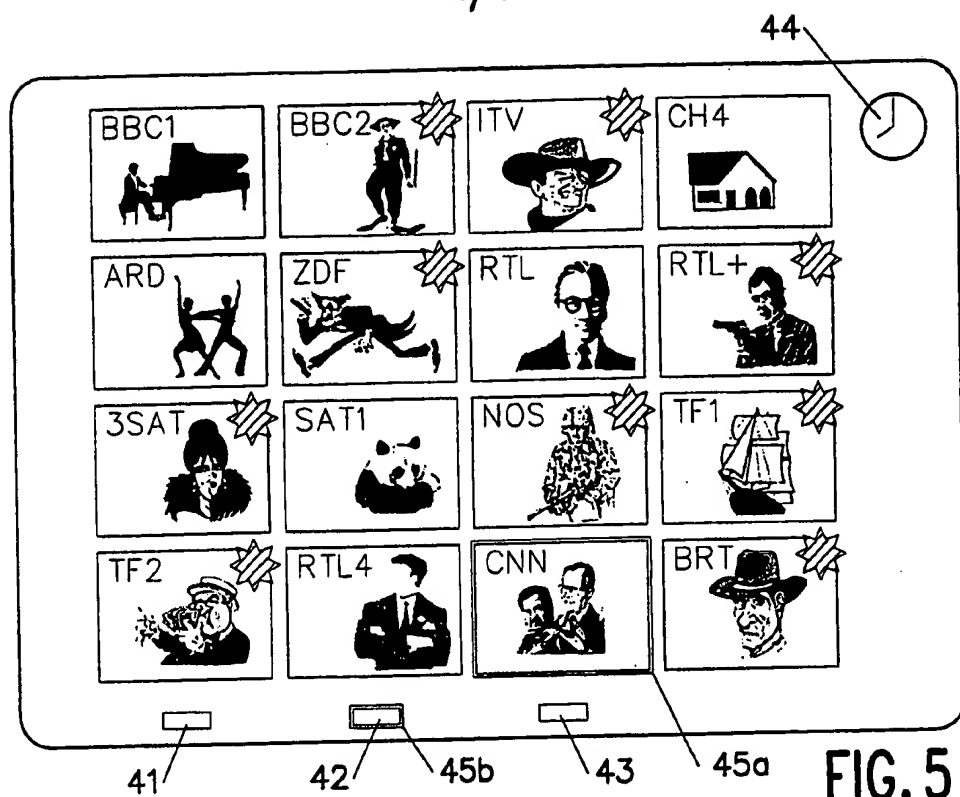 44
BBC1 BBC2 ITV CH4
ARD ZDF RTL RTL+
3SAT SAT1 NOS TF1
TF2 RTL4 CNN BRT
41 42 45b 43 45a
FIG. 5